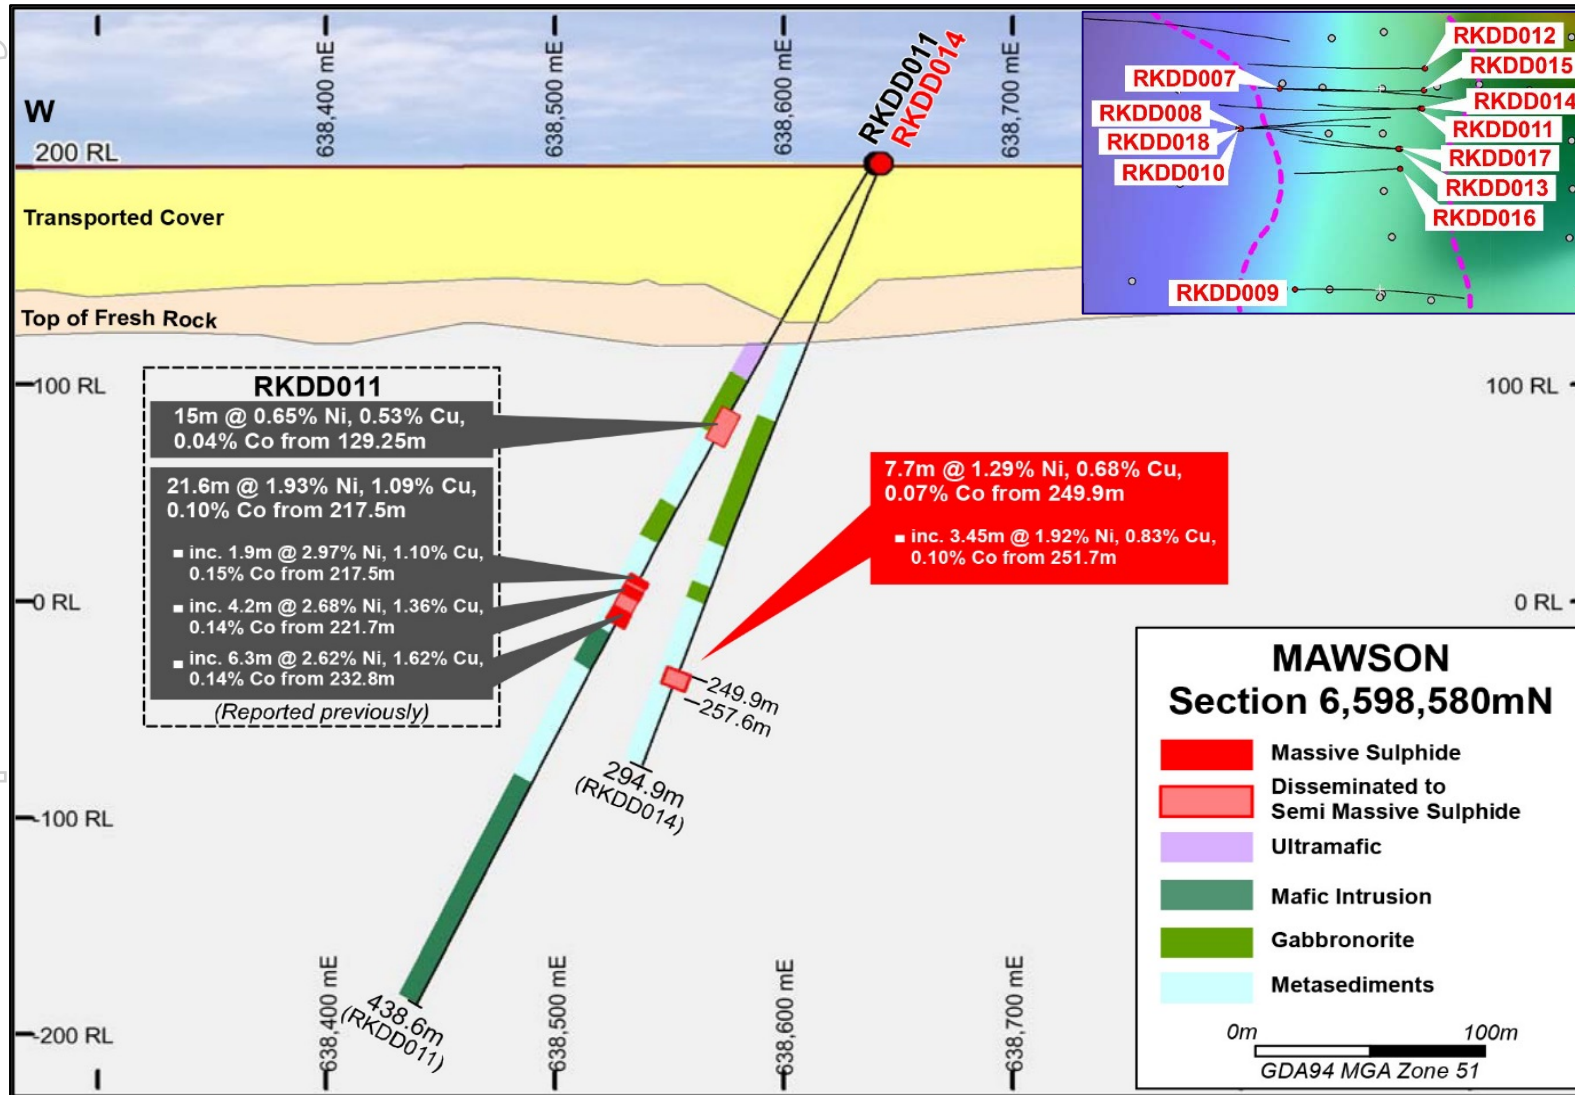 W
200 RL
638,400 mE
638,500 mE
638,600 mE
638,700 mE
RKDD011
RKDD014
RKDD012
RKDD015
RKDD007
RKDD014
RKDD008
RKDD011
RKDD018
RKDD017
RKDD010
RKDD013
RKDD016
RKDD009
Transported Cover
Top of Fresh Rock
100 RL
100 RL
RKDD011
15m @ 0.65% Ni, 0.53% Cu,
0.04% Co from 129.25m
21.6m @ 1.93% Ni, 1.09% Cu,
0.10% Co from 217.5m
inc. 1.9m @ 2.97% Ni, 1.10% Cu,
0.15% Co from 217.5m
inc. 4.2m @ 2.68% Ni, 1.36% Cu,
0.14% Co from 221.7m
inc. 6.3m @ 2.62% Ni, 1.62% Cu,
0.14% Co from 232.8m
(Reported previously)
7.7m @ 1.29% Ni, 0.68% Cu,
0.07% Co from 249.9m
inc. 3.45m @ 1.92% Ni, 0.83% Cu,
0.10% Co from 251.7m
0 RL
0 RL
249.9m
257.6m
294.9m
(RKDD014)
-100 RL
438.6m
(RKDD011)
-200 RL
638,400 mE
638,500 mE
638,600 mE
638,700 mE
MAWSON
Section 6,598,580mN
Massive Sulphide
Disseminated to
Semi Massive Sulphide
Ultramafic
Mafic Intrusion
Gabbronorite
Metasediments
0m 100m
GDA94 MGA Zone 51